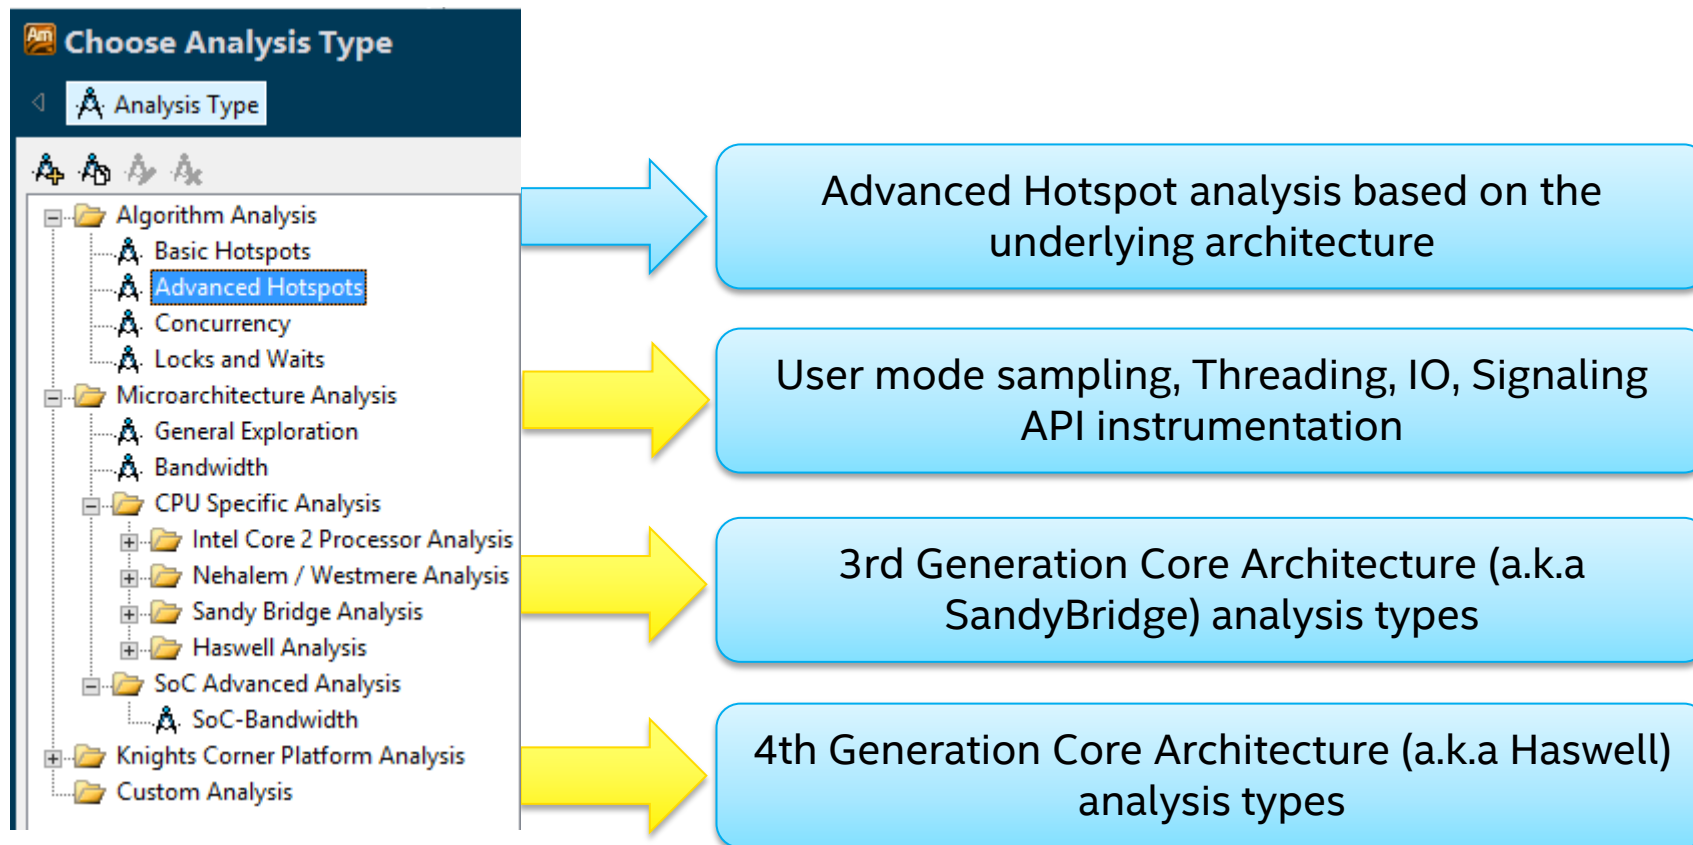 Am Choose Analysis Type
Analysis Type
Algorithm Analysis
Basic Hotspots
Advanced Hotspots
Concurrency
Locks and Waits
Microarchitecture Analysis
General Exploration
Bandwidth
CPU Specific Analysis
Intel Core 2 Processor Analysis
Nehalem / Westmere Analysis
Sandy Bridge Analysis
Haswell Analysis
SoC Advanced Analysis
SoC-Bandwidth
Knights Corner Platform Analysis
Custom Analysis
Advanced Hotspot analysis based on the
underlying architecture
User mode sampling, Threading, IO, Signaling
API instrumentation
3rd Generation Core Architecture (a.k.a
SandyBridge) analysis types
4th Generation Core Architecture (a.k.a Haswell)
analysis types